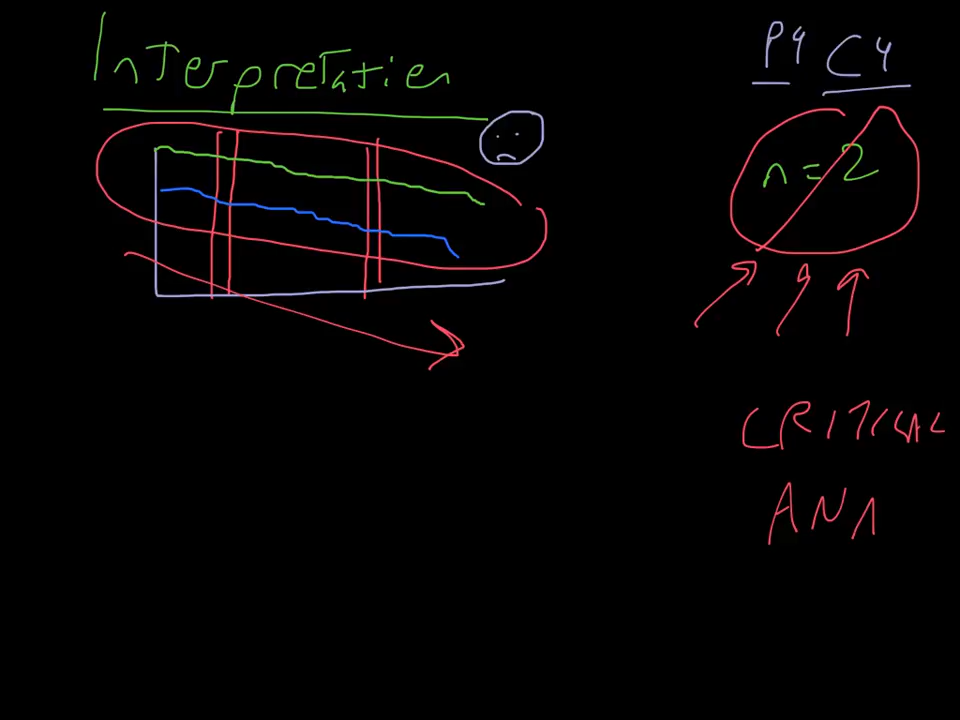 Interpretation
P4 C4
n = 2
CRITICAL
ANA